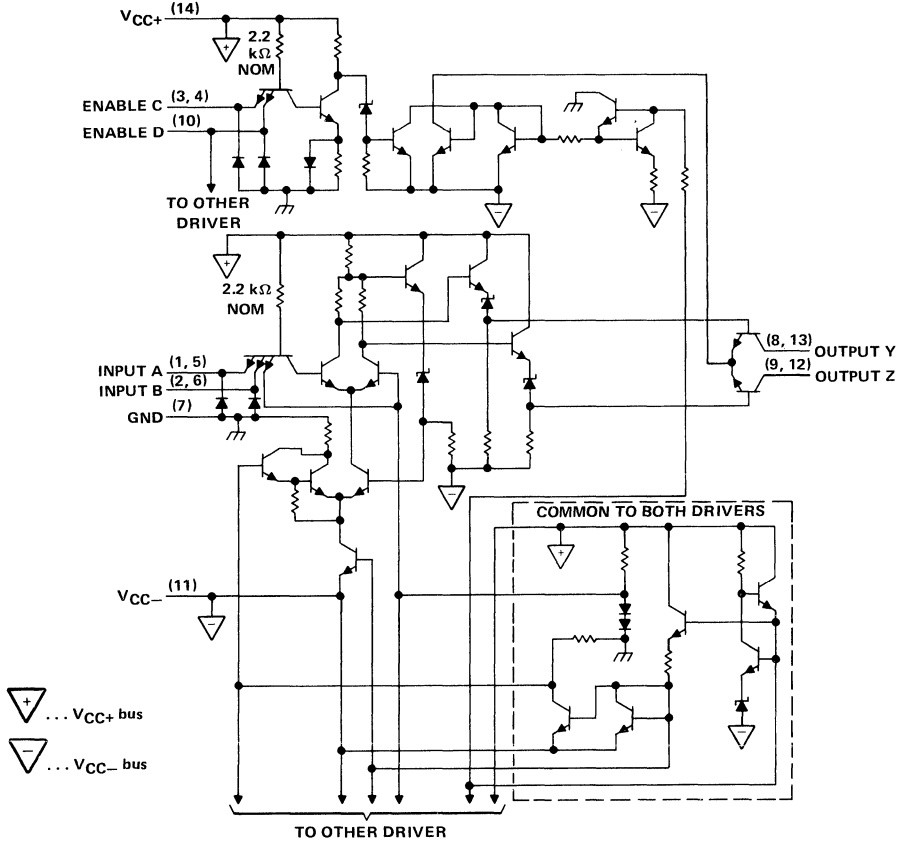 VCC+ (14)
2.2
kΩ
NOM
ENABLE C (3, 4)
ENABLE D (10)
TO OTHER
DRIVER
2.2 kΩ
NOM
INPUT A (1, 5)
INPUT B (2, 6)
GND (7)
(8, 13) OUTPUT Y
(9, 12) OUTPUT Z
COMMON TO BOTH DRIVERS
VCC– (11)
+ ... VCC+ bus
– ... VCC– bus
TO OTHER DRIVER